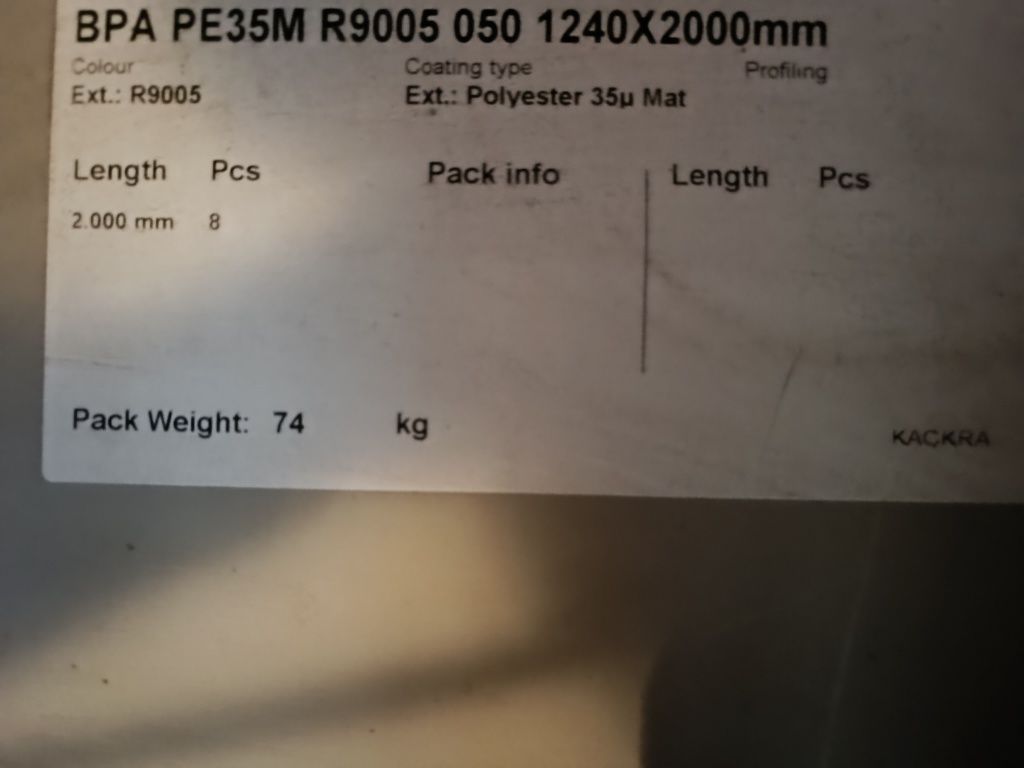 BPA PE35M R9005 050 1240X2000mm
Colour Coating type Profiling
Ext.: R9005 Ext.: Polyester 35µ Mat
Length Pcs Pack info Length Pcs
2.000 mm 8
Pack Weight: 74 kg
KACKRA